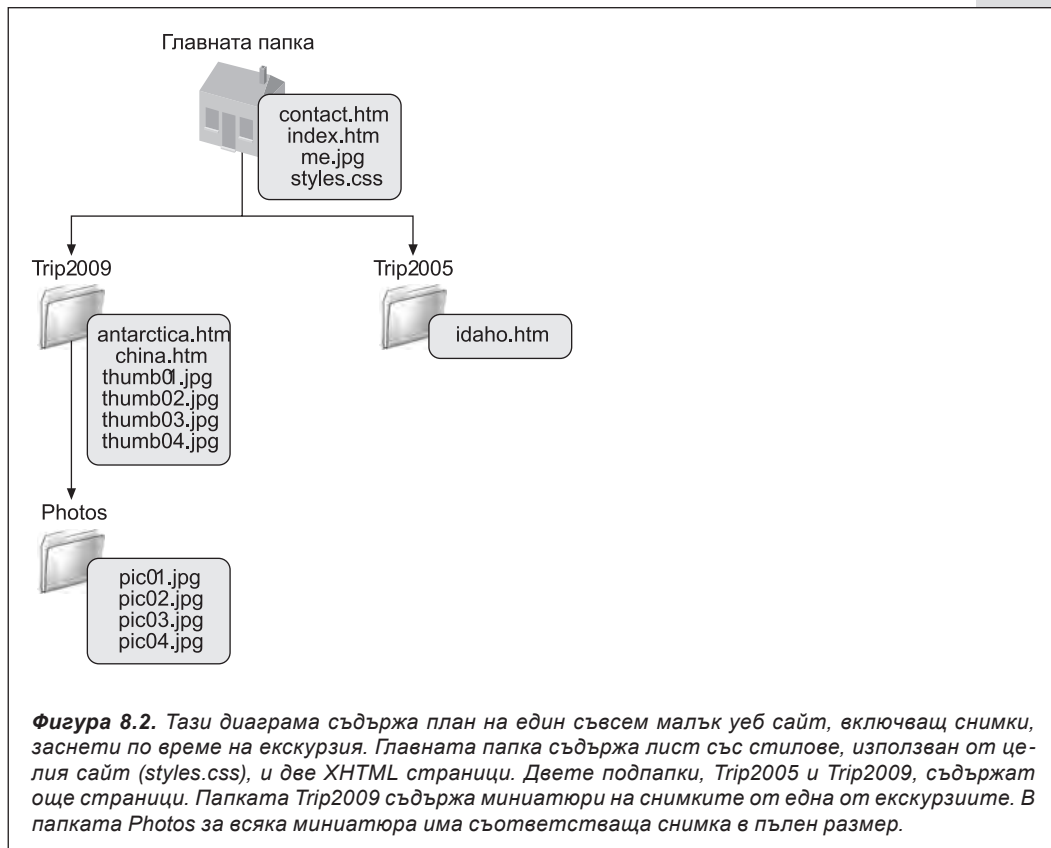 Главната папка
contact.htm
index.htm
me.jpg
styles.css
Trip2009
Trip2005
antarctica.htm
china.htm
thumb01.jpg
thumb02.jpg
thumb03.jpg
thumb04.jpg
idaho.htm
Photos
pic01.jpg
pic02.jpg
pic03.jpg
pic04.jpg
Фигура 8.2. Тази диаграма съдържа план на един съвсем малък уеб сайт, включващ снимки,
заснети по време на екскурзия. Главната папка съдържа лист със стилове, използван от це-
лия сайт (styles.css), и две XHTML страници. Двете подпапки, Trip2005 и Trip2009, съдържат
още страници. Папката Trip2009 съдържа миниатюри на снимките от една от екскурзиите. В
папката Photos за всяка миниатюра има съответстваща снимка в пълен размер.